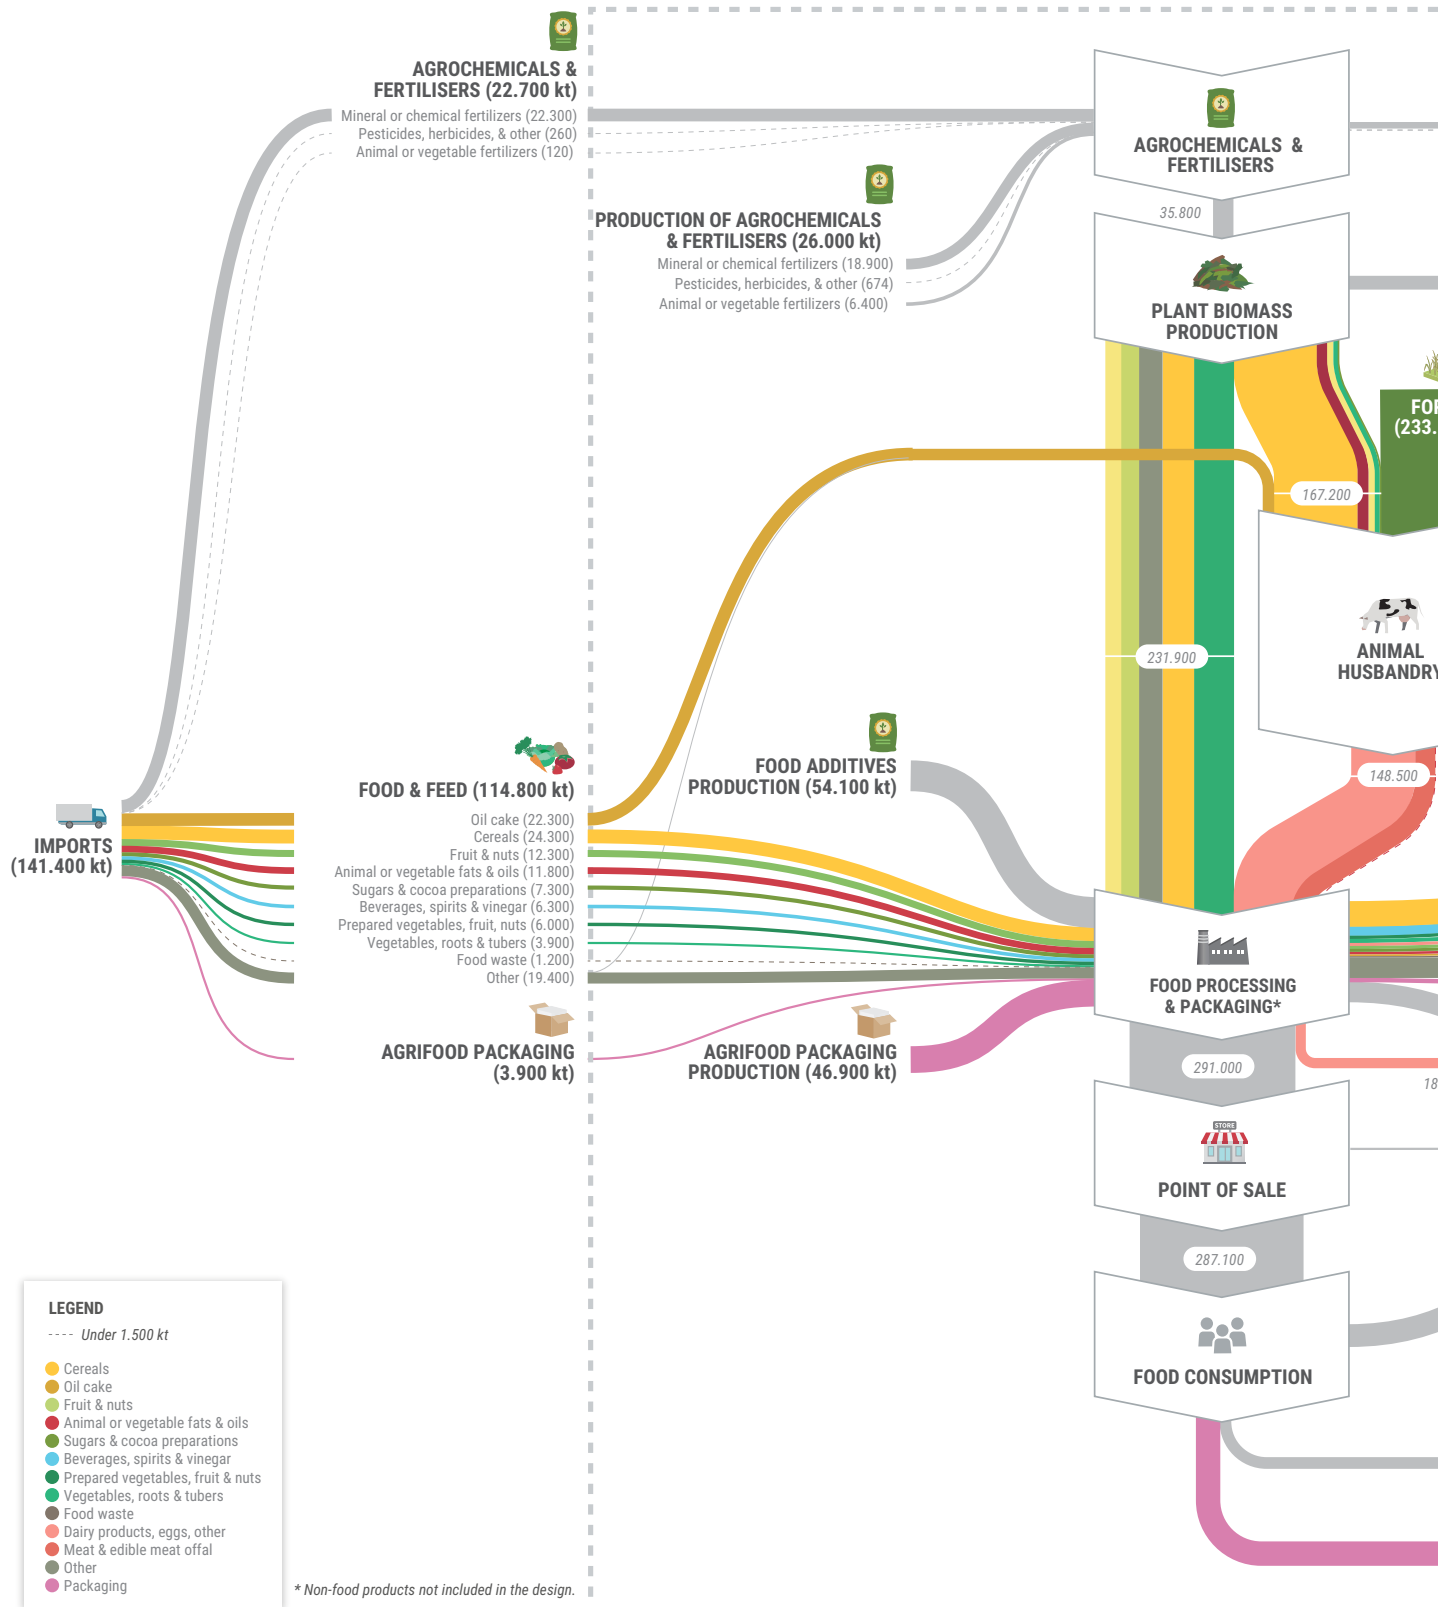 AGROCHEMICALS &
FERTILISERS (22.700 kt)
Mineral or chemical fertilizers (22.300)
Pesticides, herbicides, & other (260)
Animal or vegetable fertilizers (120)
AGROCHEMICALS &
FERTILISERS
35.800
PRODUCTION OF AGROCHEMICALS
& FERTILISERS (26.000 kt)
Mineral or chemical fertilizers (18.900)
Pesticides, herbicides, & other (674)
Animal or vegetable fertilizers (6.400)
PLANT BIOMASS
PRODUCTION
FOR
(233.
167.200
231.900
ANIMAL
HUSBANDRY
148.500
FOOD & FEED (114.800 kt)
Oil cake (22.300)
Cereals (24.300)
Fruit & nuts (12.300)
Animal or vegetable fats & oils (11.800)
Sugars & cocoa preparations (7.300)
Beverages, spirits & vinegar (6.300)
Prepared vegetables, fruit, nuts (6.000)
Vegetables, roots & tubers (3.900)
Food waste (1.200)
Other (19.400)
IMPORTS
(141.400 kt)
FOOD ADDITIVES
PRODUCTION (54.100 kt)
FOOD PROCESSING
& PACKAGING*
AGRIFOOD PACKAGING
(3.900 kt)
AGRIFOOD PACKAGING
PRODUCTION (46.900 kt)
291.000
18
STORE
POINT OF SALE
287.100
FOOD CONSUMPTION
LEGEND
Under 1.500 kt
Cereals
Oil cake
Fruit & nuts
Animal or vegetable fats & oils
Sugars & cocoa preparations
Beverages, spirits & vinegar
Prepared vegetables, fruit & nuts
Vegetables, roots & tubers
Food waste
Dairy products, eggs, other
Meat & edible meat offal
Other
Packaging
* Non-food products not included in the design.